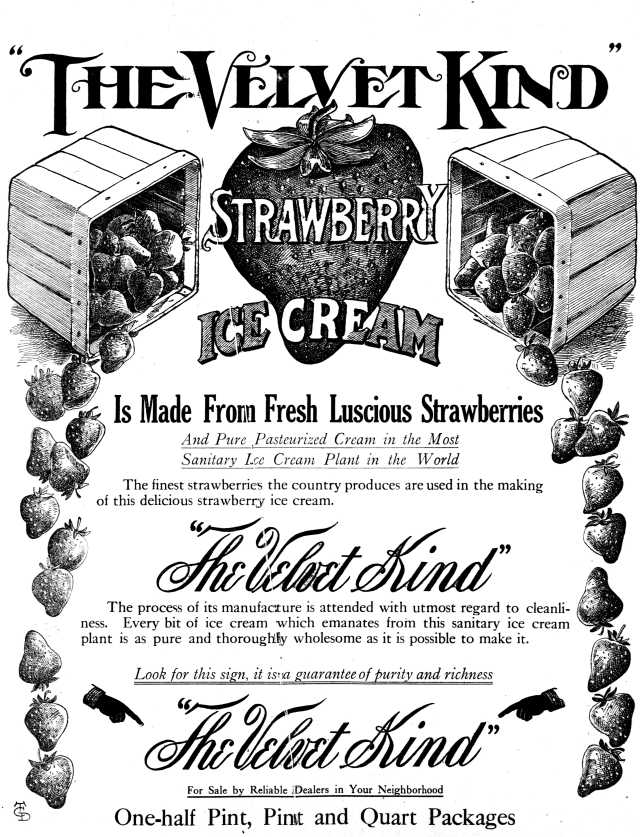 “THE VELVET KIND”
STRAWBERRY
ICE CREAM
Is Made From Fresh Luscious Strawberries
And Pure Pasteurized Cream in the Most
Sanitary Ice Cream Plant in the World
The finest strawberries the country produces are used in the making
of this delicious strawberry ice cream.
“The Velvet Kind”
The process of its manufacture is attended with utmost regard to cleanli-
ness. Every bit of ice cream which emanates from this sanitary ice cream
plant is as pure and thoroughly wholesome as it is possible to make it.
Look for this sign, it is a guarantee of purity and richness
“The Velvet Kind”
For Sale by Reliable Dealers in Your Neighborhood
One-half Pint, Pint and Quart Packages